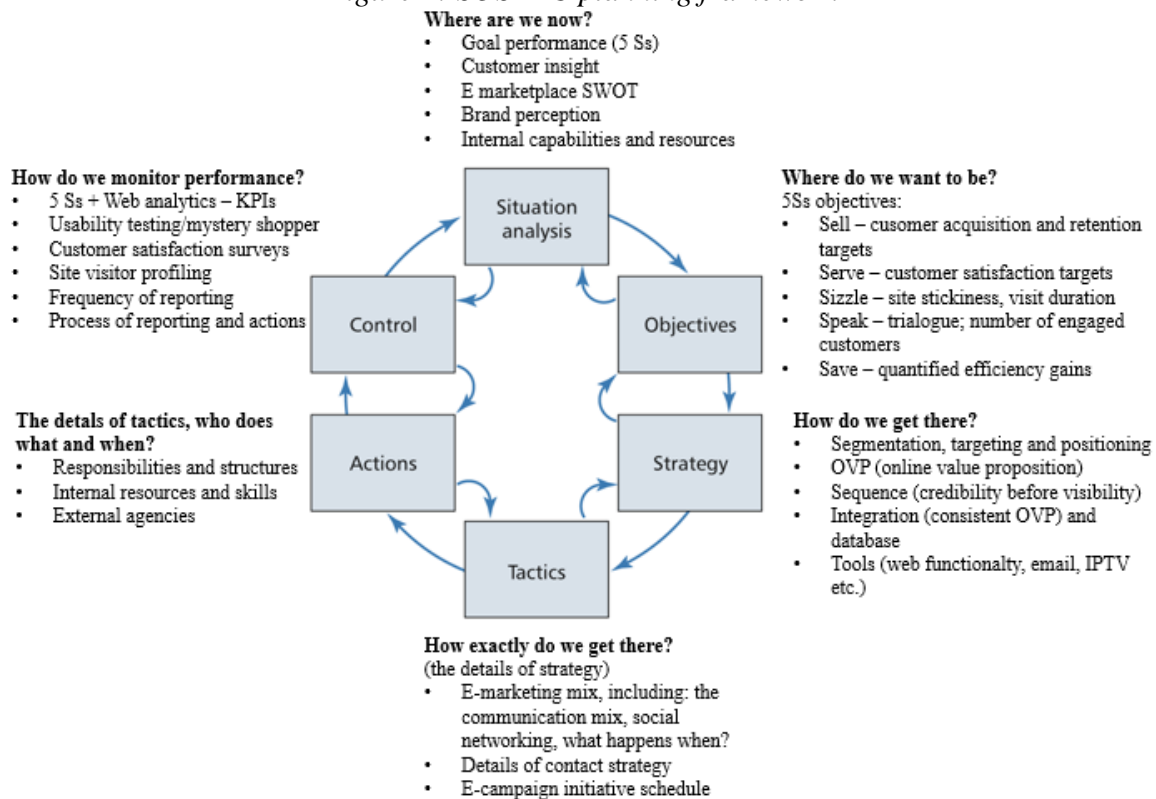 Where are we now?
• Goal performance (5 Ss)
• Customer insight
• E marketplace SWOT
• Brand perception
• Internal capabilities and resources
How do we monitor performance?
• 5 Ss + Web analytics – KPIs
• Usability testing/mystery shopper
• Customer satisfaction surveys
• Site visitor profiling
• Frequency of reporting
• Process of reporting and actions
Situation
analysis
Where do we want to be?
5Ss objectives:
• Sell – cusomer acquisition and retention
targets
• Serve – customer satisfaction targets
• Sizzle – site stickiness, visit duration
• Speak – trialogue; number of engaged
customers
• Save – quantified efficiency gains
Control
Objectives
The detals of tactics, who does
what and when?
• Responsibilities and structures
• Internal resources and skills
• External agencies
Actions
Strategy
How do we get there?
• Segmentation, targeting and positioning
• OVP (online value proposition)
• Sequence (credibility before visibility)
• Integration (consistent OVP) and
database
• Tools (web functionalty, email, IPTV
etc.)
Tactics
How exactly do we get there?
(the details of strategy)
• E-marketing mix, including: the
communication mix, social
networking, what happens when?
• Details of contact strategy
• E-campaign initiative schedule